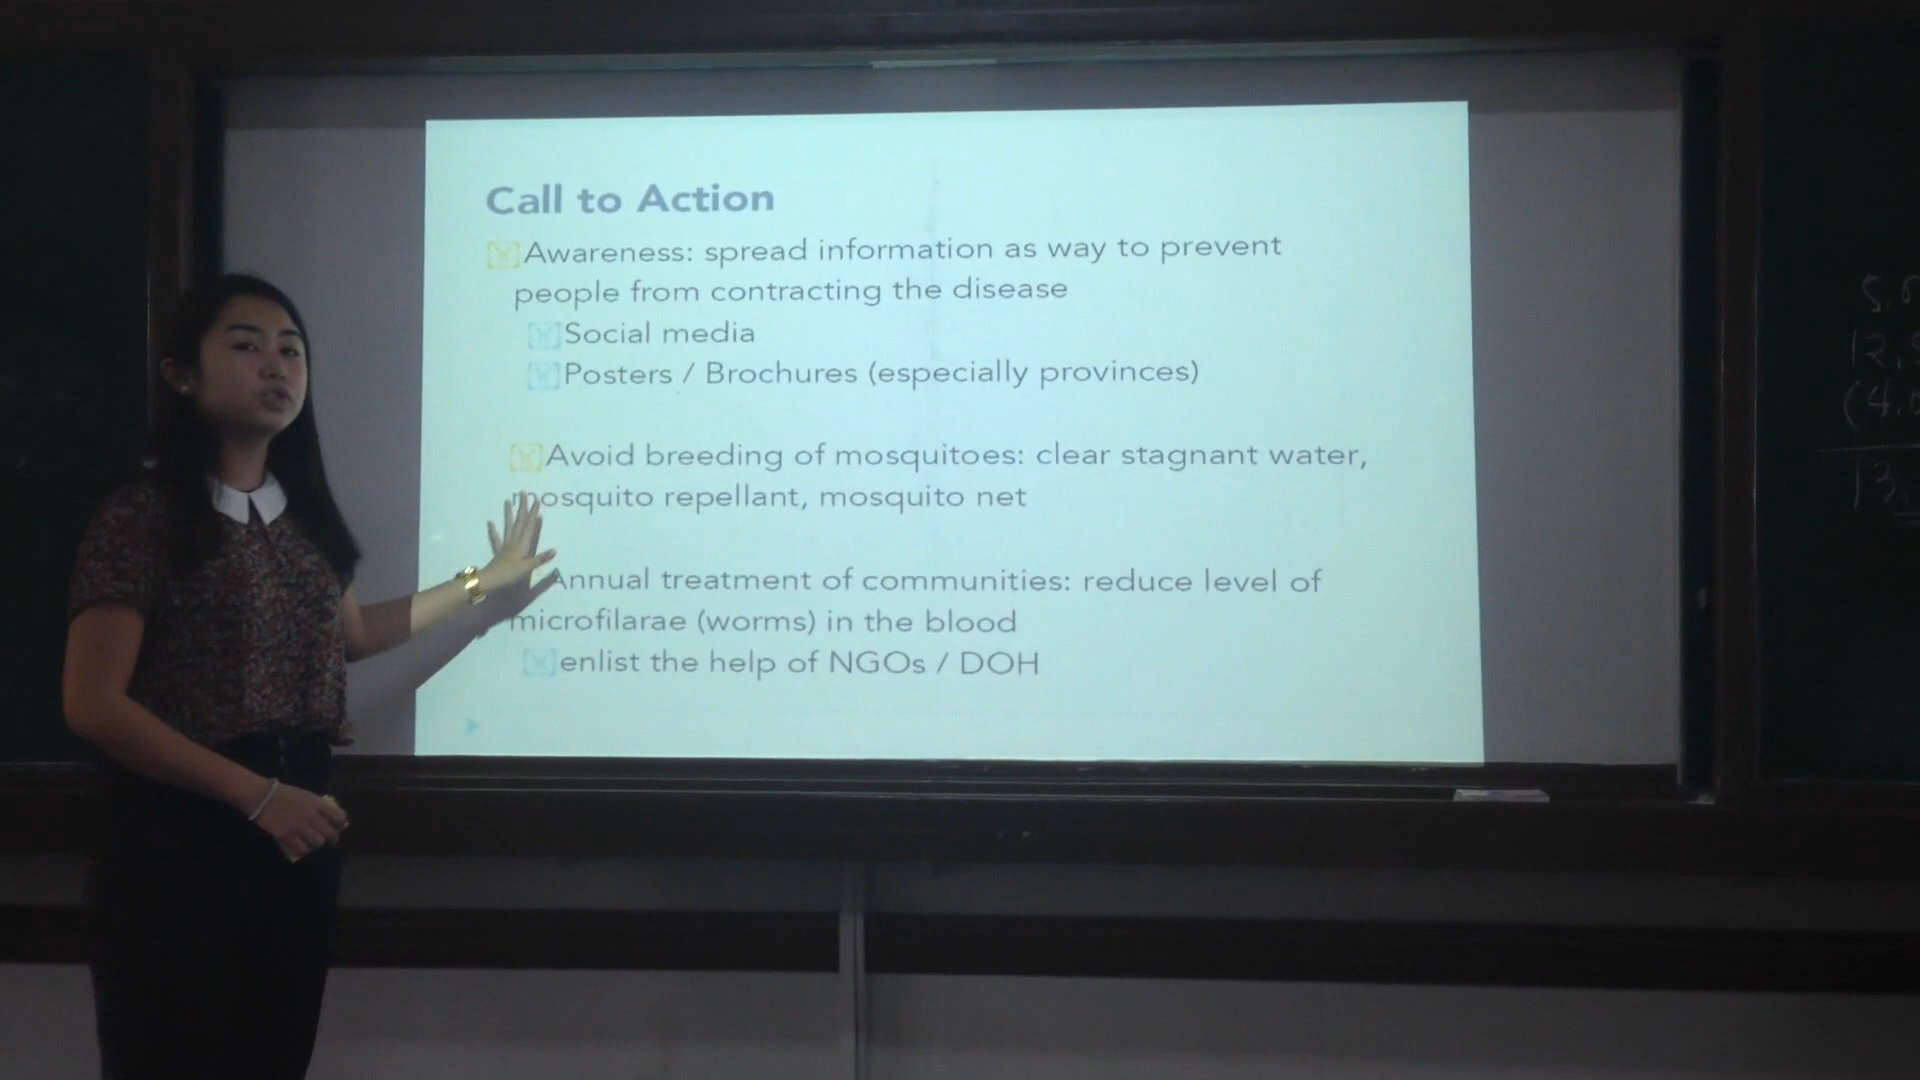 Call to Action
Awareness: spread information as way to prevent
people from contracting the disease
Social media
Posters / Brochures (especially provinces)
Avoid breeding of mosquitoes: clear stagnant water,
mosquito repellant, mosquito net
Annual treatment of communities: reduce level of
microfilarae (worms) in the blood
enlist the help of NGOs / DOH